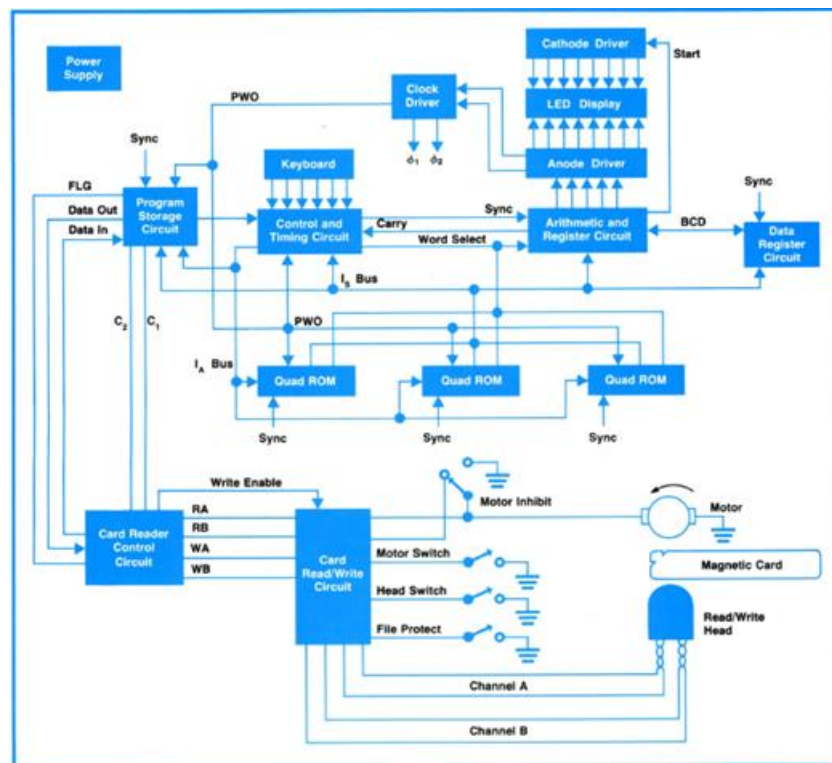 Cathode Driver
Start
Power
Supply
Clock
Driver
PWO
LED Display
ϕ₁ ϕ₂
Anode Driver
Sync
Keyboard
Sync
FLG
Program
Storage
Circuit
Data Out
Data In
Control and
Timing Circuit
Sync
Carry
Word Select
Arithmetic and
Register Circuit
BCD
Data
Register
Circuit
Iₛ Bus
C₂
C₁
PWO
I_A Bus
Quad ROM
Quad ROM
Quad ROM
Sync
Sync
Sync
Write Enable
RA
RB
WA
WB
Card Reader
Control
Circuit
Card
Read/Write
Circuit
Motor Inhibit
Motor
Motor Switch
Magnetic Card
Head Switch
Read/Write
Head
File Protect
Channel A
Channel B